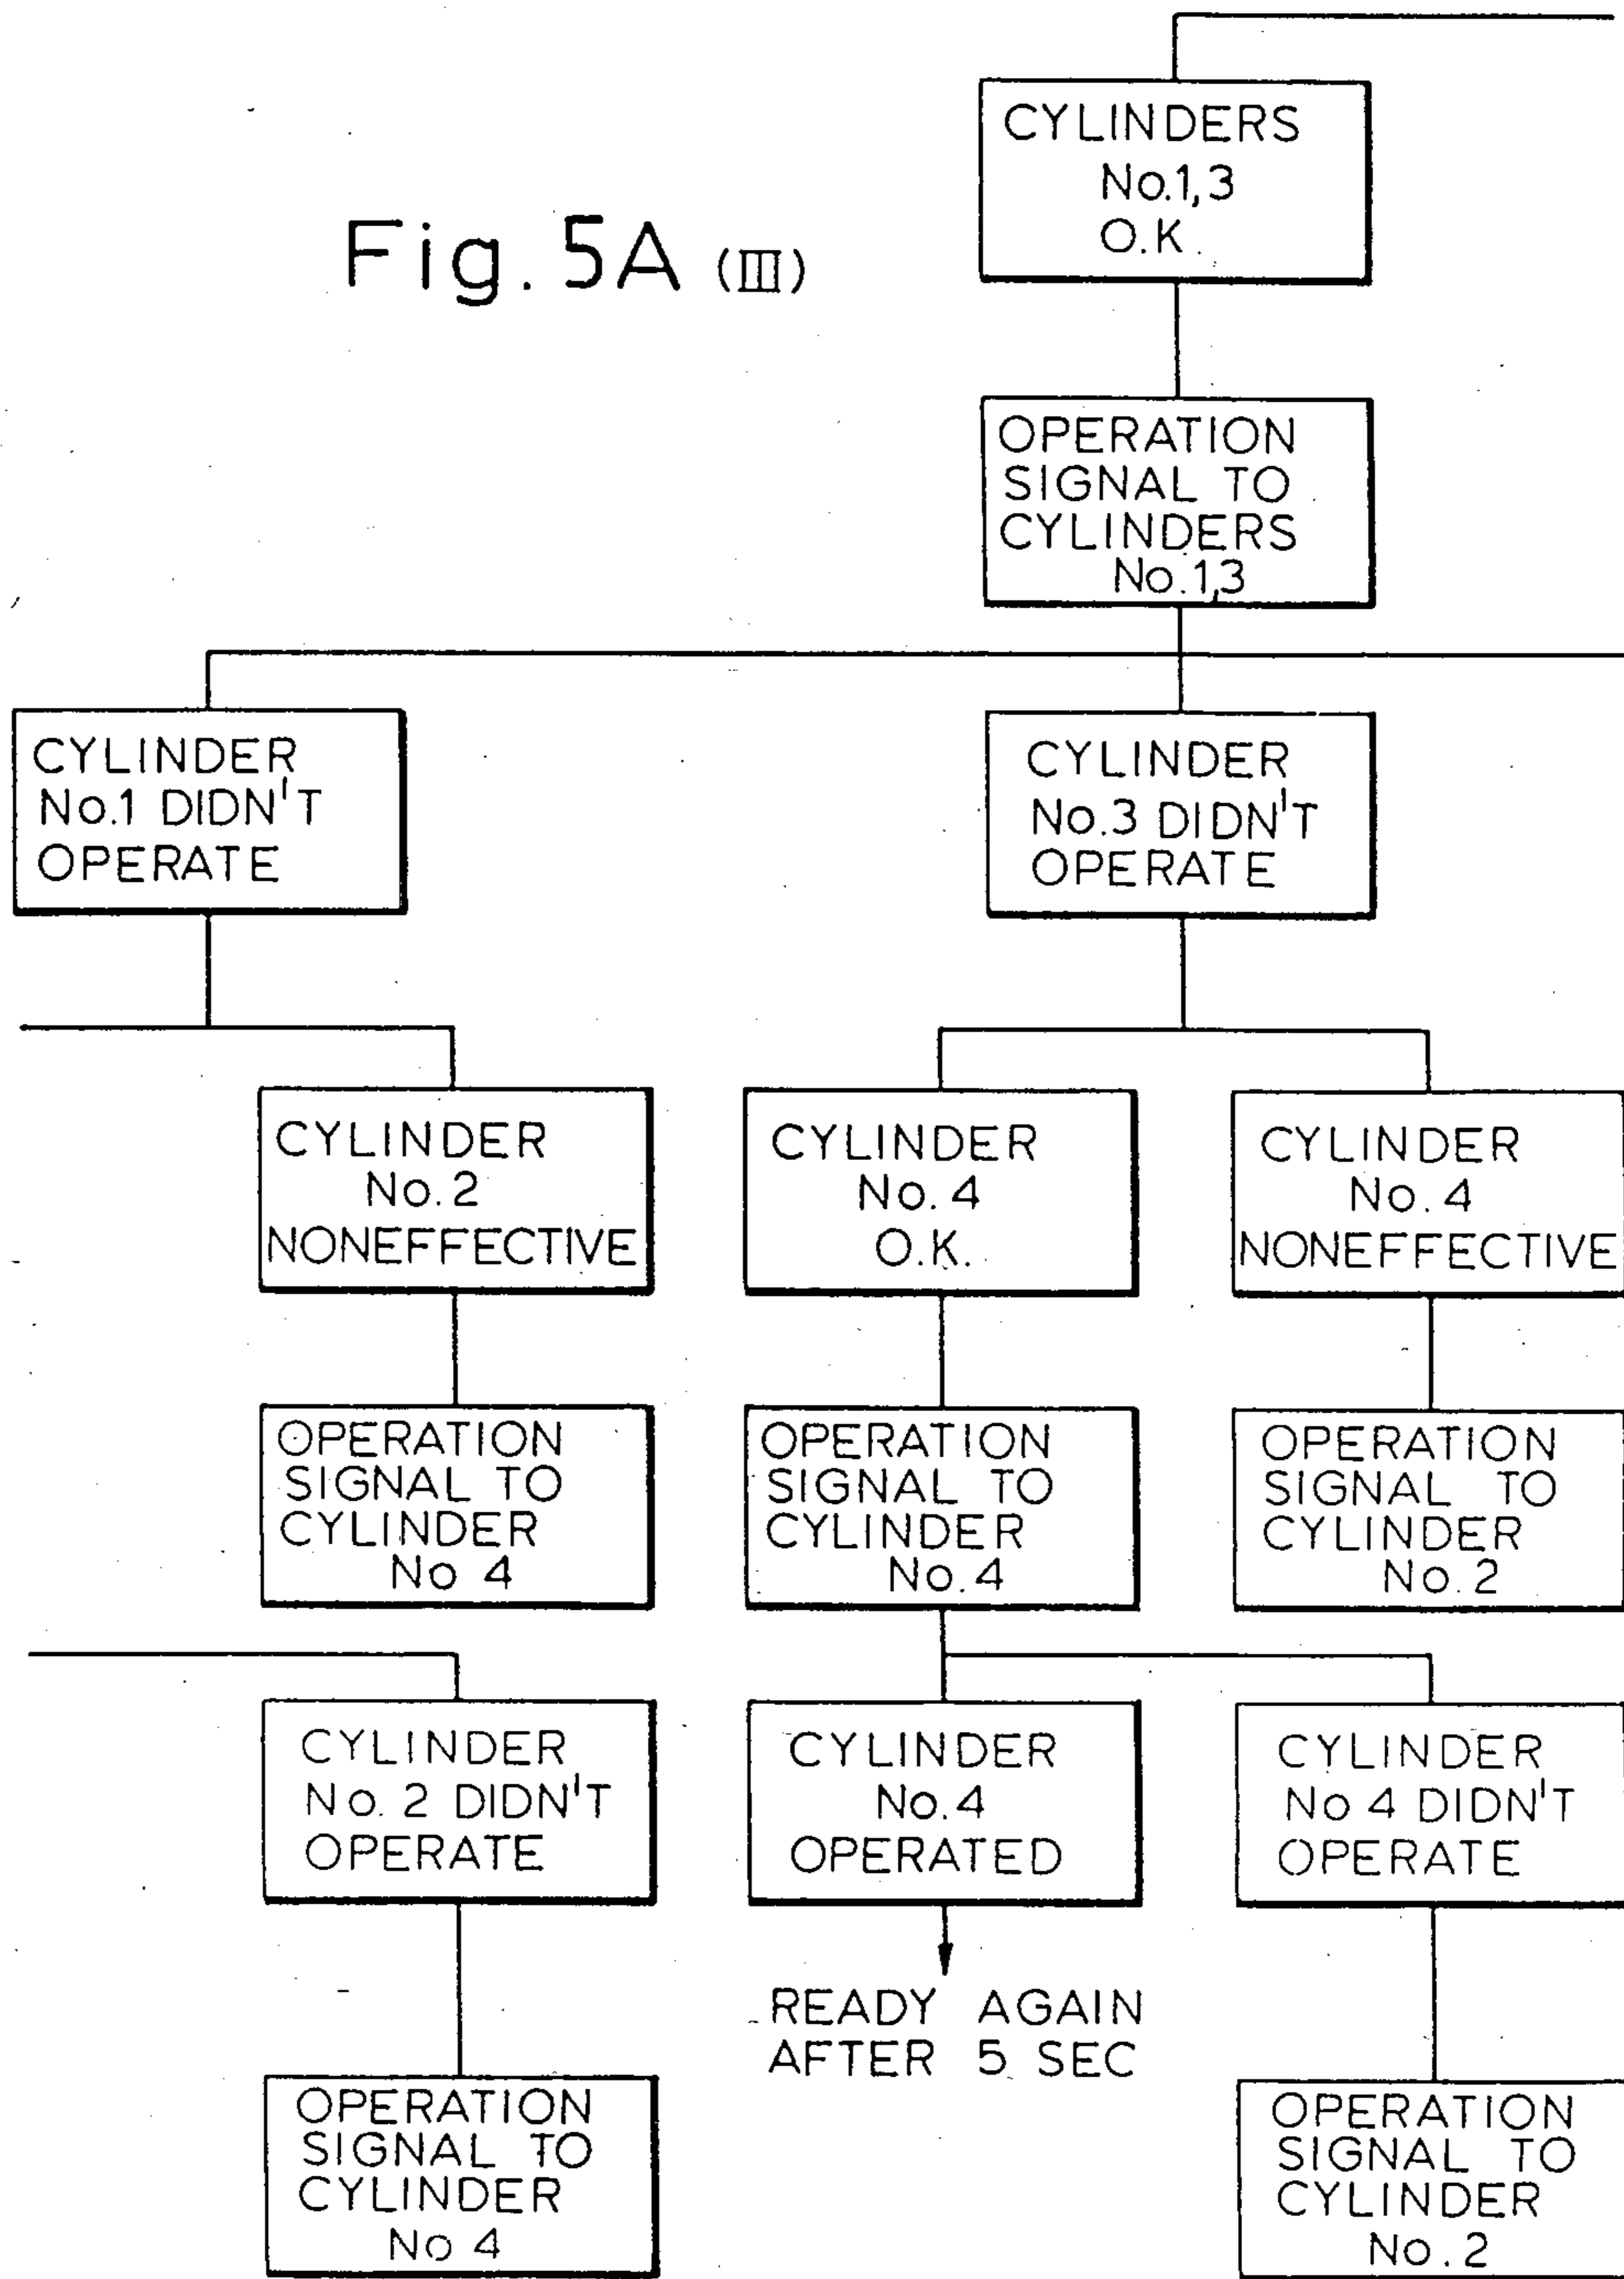 CYLINDERS
No.1,3
O.K.
Fig. 5A (III)
OPERATION
SIGNAL TO
CYLINDERS
No.1,3
CYLINDER
No.1 DIDN'T
OPERATE
CYLINDER
No.3 DIDN'T
OPERATE
CYLINDER
No. 2
NONEFFECTIVE
CYLINDER
No. 4
O.K.
CYLINDER
No. 4
NONEFFECTIVE
OPERATION
SIGNAL TO
CYLINDER
No 4
OPERATION
SIGNAL TO
CYLINDER
No. 4
OPERATION
SIGNAL TO
CYLINDER
No. 2
CYLINDER
No. 2 DIDN'T
OPERATE
CYLINDER
No. 4
OPERATED
CYLINDER
No 4 DIDN'T
OPERATE
READY AGAIN
AFTER 5 SEC
OPERATION
SIGNAL TO
CYLINDER
No 4
OPERATION
SIGNAL TO
CYLINDER
No. 2